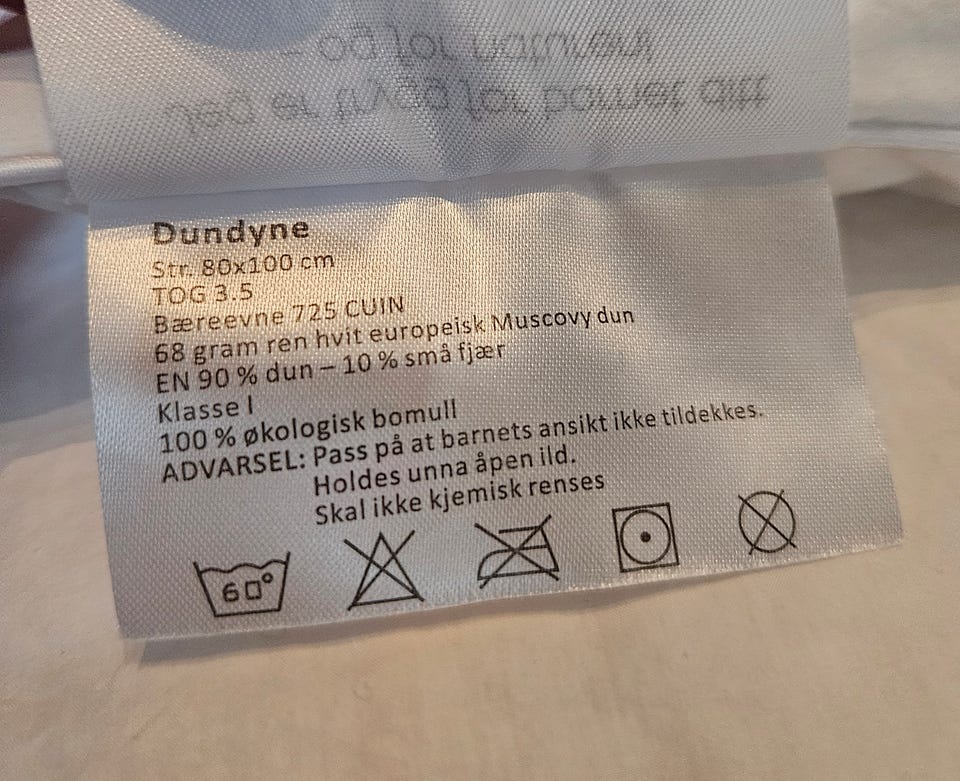 Dundyne
Str. 80x100 cm
TOG 3.5
Bæreevne 725 CUIN
68 gram ren hvit europeisk Muscovy dun
EN 90 % dun – 10 % små fjær
Klasse I
100 % økologisk bomull
ADVARSEL: Pass på at barnets ansikt ikke tildekkes.
Holdes unna åpen ild.
Skal ikke kjemisk renses
60°